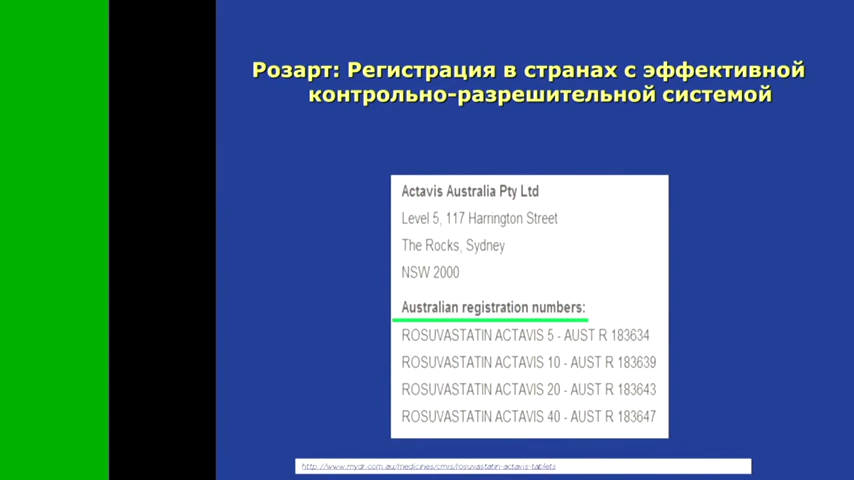 Розарт: Регистрация в странах с эффективной
контрольно-разрешительной системой
Actavis Australia Pty Ltd
Level 5, 117 Harrington Street
The Rocks, Sydney
NSW 2000
Australian registration numbers:
ROSUVASTATIN ACTAVIS 5 - AUST R 183634
ROSUVASTATIN ACTAVIS 10 - AUST R 183639
ROSUVASTATIN ACTAVIS 20 - AUST R 183643
ROSUVASTATIN ACTAVIS 40 - AUST R 183647
http://www.mydr.com.au/medicines/cmis/rosuvastatin-actavis-tablets